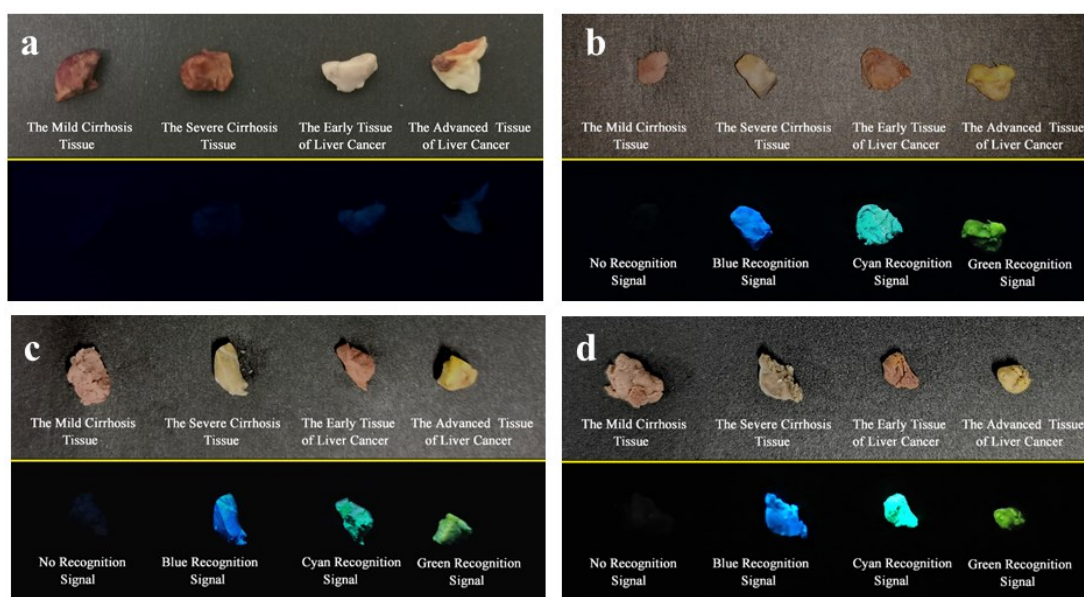 a
The Mild Cirrhosis
Tissue
The Severe Cirrhosis
Tissue
The Early Tissue
of Liver Cancer
The Advanced Tissue
of Liver Cancer
b
The Mild Cirrhosis
Tissue
The Severe Cirrhosis
Tissue
The Early Tissue
of Liver Cancer
The Advanced Tissue
of Liver Cancer
No Recognition
Signal
Blue Recognition
Signal
Cyan Recognition
Signal
Green Recognition
Signal
c
The Mild Cirrhosis
Tissue
The Severe Cirrhosis
Tissue
The Early Tissue
of Liver Cancer
The Advanced Tissue
of Liver Cancer
No Recognition
Signal
Blue Recognition
Signal
Cyan Recognition
Signal
Green Recognition
Signal
d
The Mild Cirrhosis
Tissue
The Severe Cirrhosis
Tissue
The Early Tissue
of Liver Cancer
The Advanced Tissue
of Liver Cancer
No Recognition
Signal
Blue Recognition
Signal
Cyan Recognition
Signal
Green Recognition
Signal